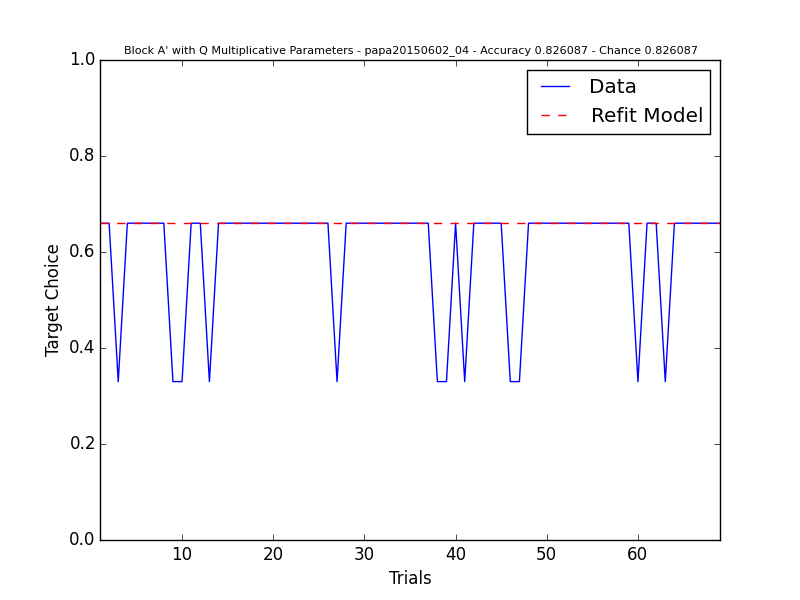 Block A' with Q Multiplicative Parameters - papa20150602_04 - Accuracy 0.826087 - Chance 0.826087
1.0
Data
Refit Model
0.8
0.6
Target Choice
0.4
0.2
0.0
10 20 30 40 50 60
Trials